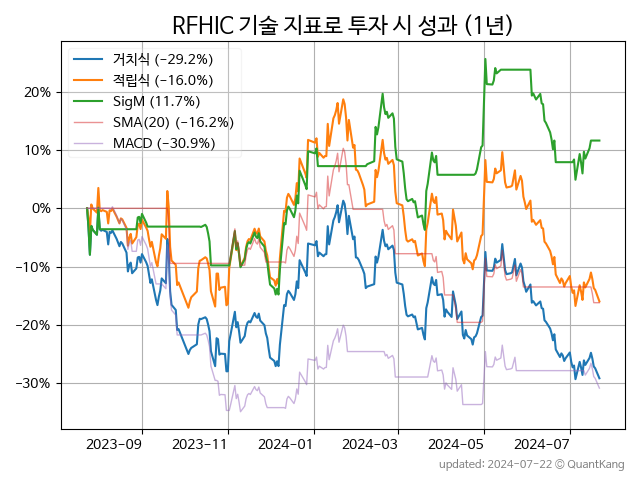 RFHIC 기술 지표로 투자 시 성과 (1년)
거치식 (−29.2%)
적립식 (−16.0%)
SigM (11.7%)
SMA(20) (−16.2%)
MACD (−30.9%)
20%
10%
0%
−10%
−20%
−30%
2023-09 2023-11 2024-01 2024-03 2024-05 2024-07
updated: 2024-07-22 © QuantKang